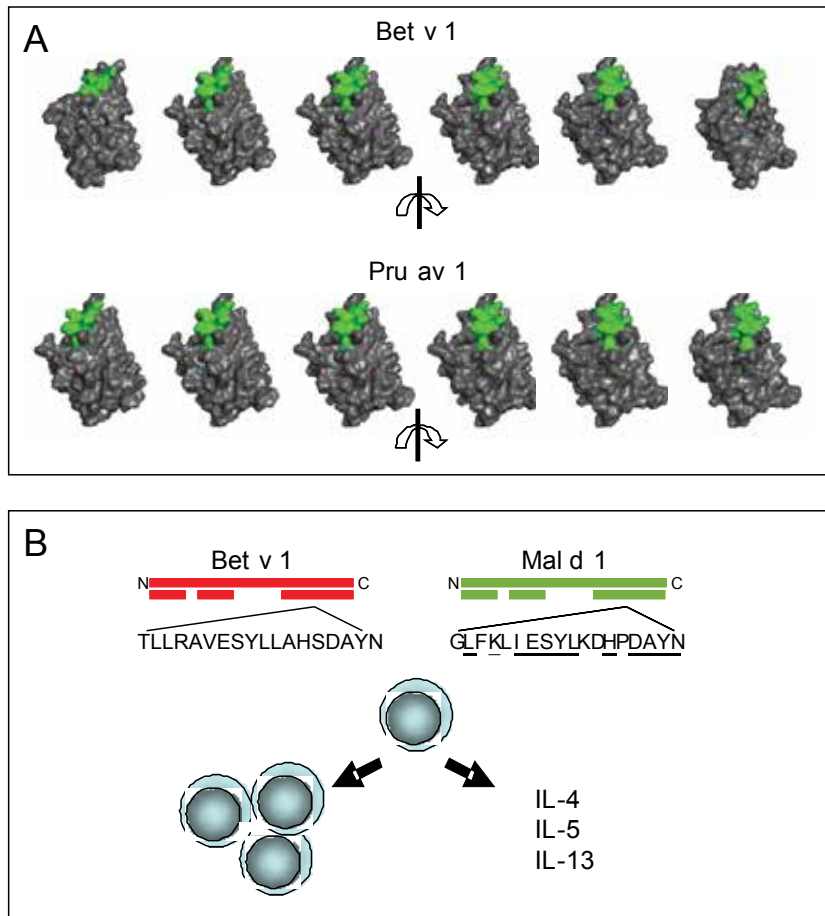 A
Bet v 1
Pru av 1
B
Bet v 1
Mal d 1
N C
N C
TLLRAVESYLLAHSDAYN
GLFKLIESYLKDHPDAYN
IL-4
IL-5
IL-13